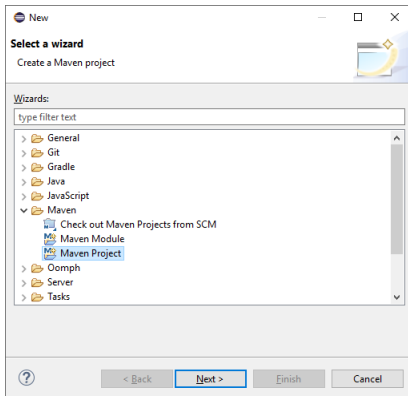 New
Select a wizard
Create a Maven project
Wizards:
type filter text
General
Git
Gradle
Java
JavaScript
Maven
Check out Maven Projects from SCM
Maven Module
Maven Project
Oomph
Server
Tasks
? < Back Next > Finish Cancel